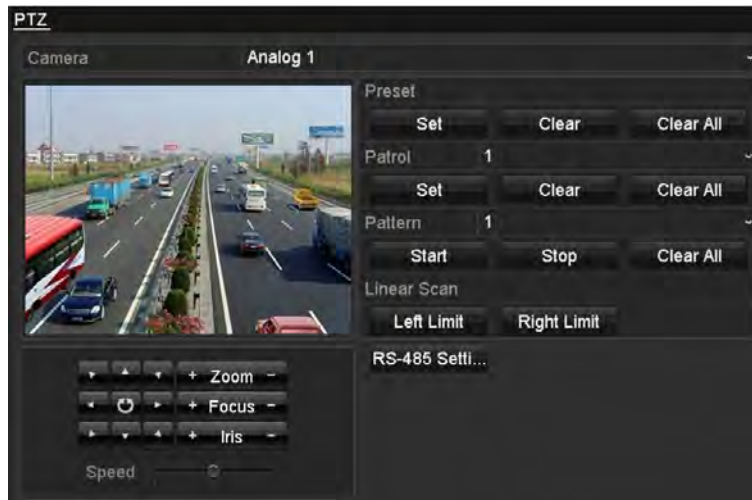 PTZ
Camera Analog 1
Preset
Set Clear Clear All
Patrol 1
Set Clear Clear All
Pattern 1
Start Stop Clear All
Linear Scan
Left Limit Right Limit
RS-485 Setti...
+ Zoom -
+ Focus -
+ Iris -
Speed